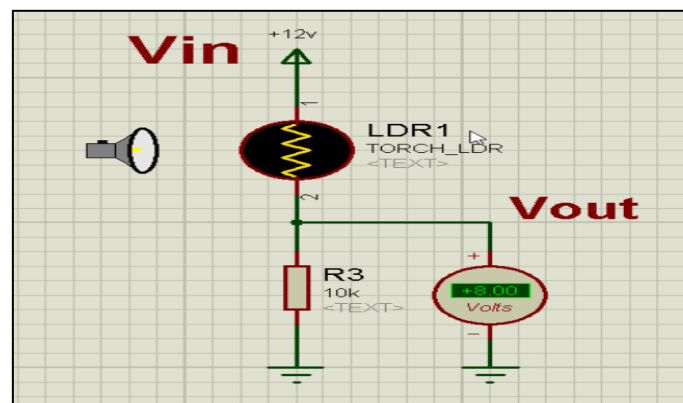 Vin
+12v
1
LDR1
TORCH_LDR
<TEXT>
2
Vout
R3
10k
<TEXT>
+
+8.00
Volts
−